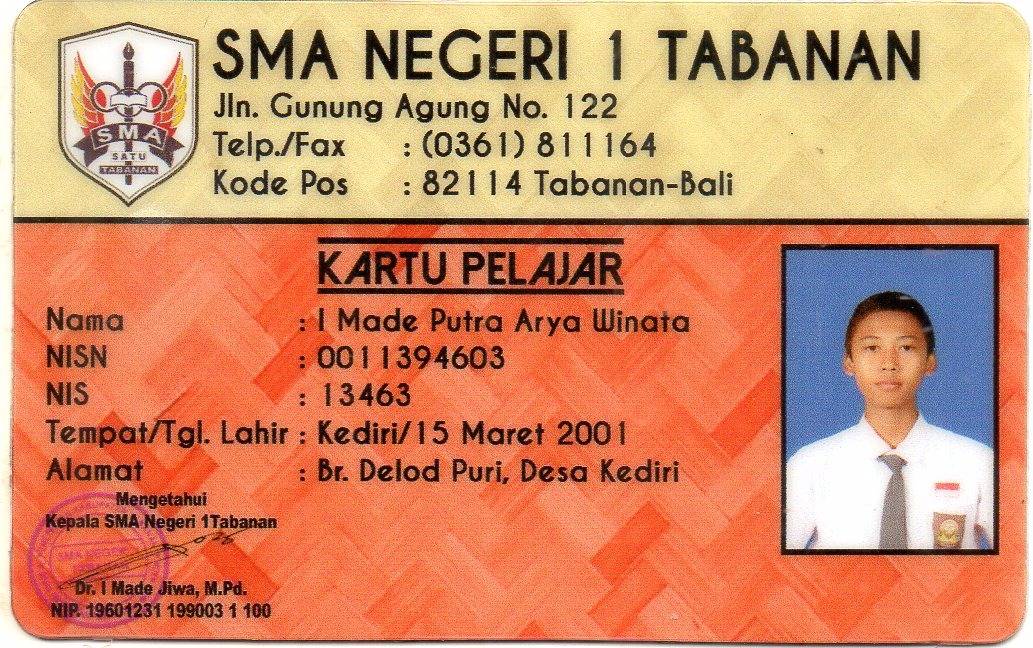 SMA NEGERI 1 TABANAN
Jln. Gunung Agung No. 122
Telp./Fax : (0361) 811164
Kode Pos : 82114 Tabanan-Bali
SMA
SATU
TABANAN
KARTU PELAJAR
Nama : I Made Putra Arya Winata
NISN : 0011394603
NIS : 13463
Tempat/Tgl. Lahir : Kediri/15 Maret 2001
Alamat : Br. Delod Puri, Desa Kediri
Mengetahui
Kepala SMA Negeri 1Tabanan
SMA NEGERI
Dr. I Made Jiwa, M.Pd.
NIP. 19601231 199003 1 100